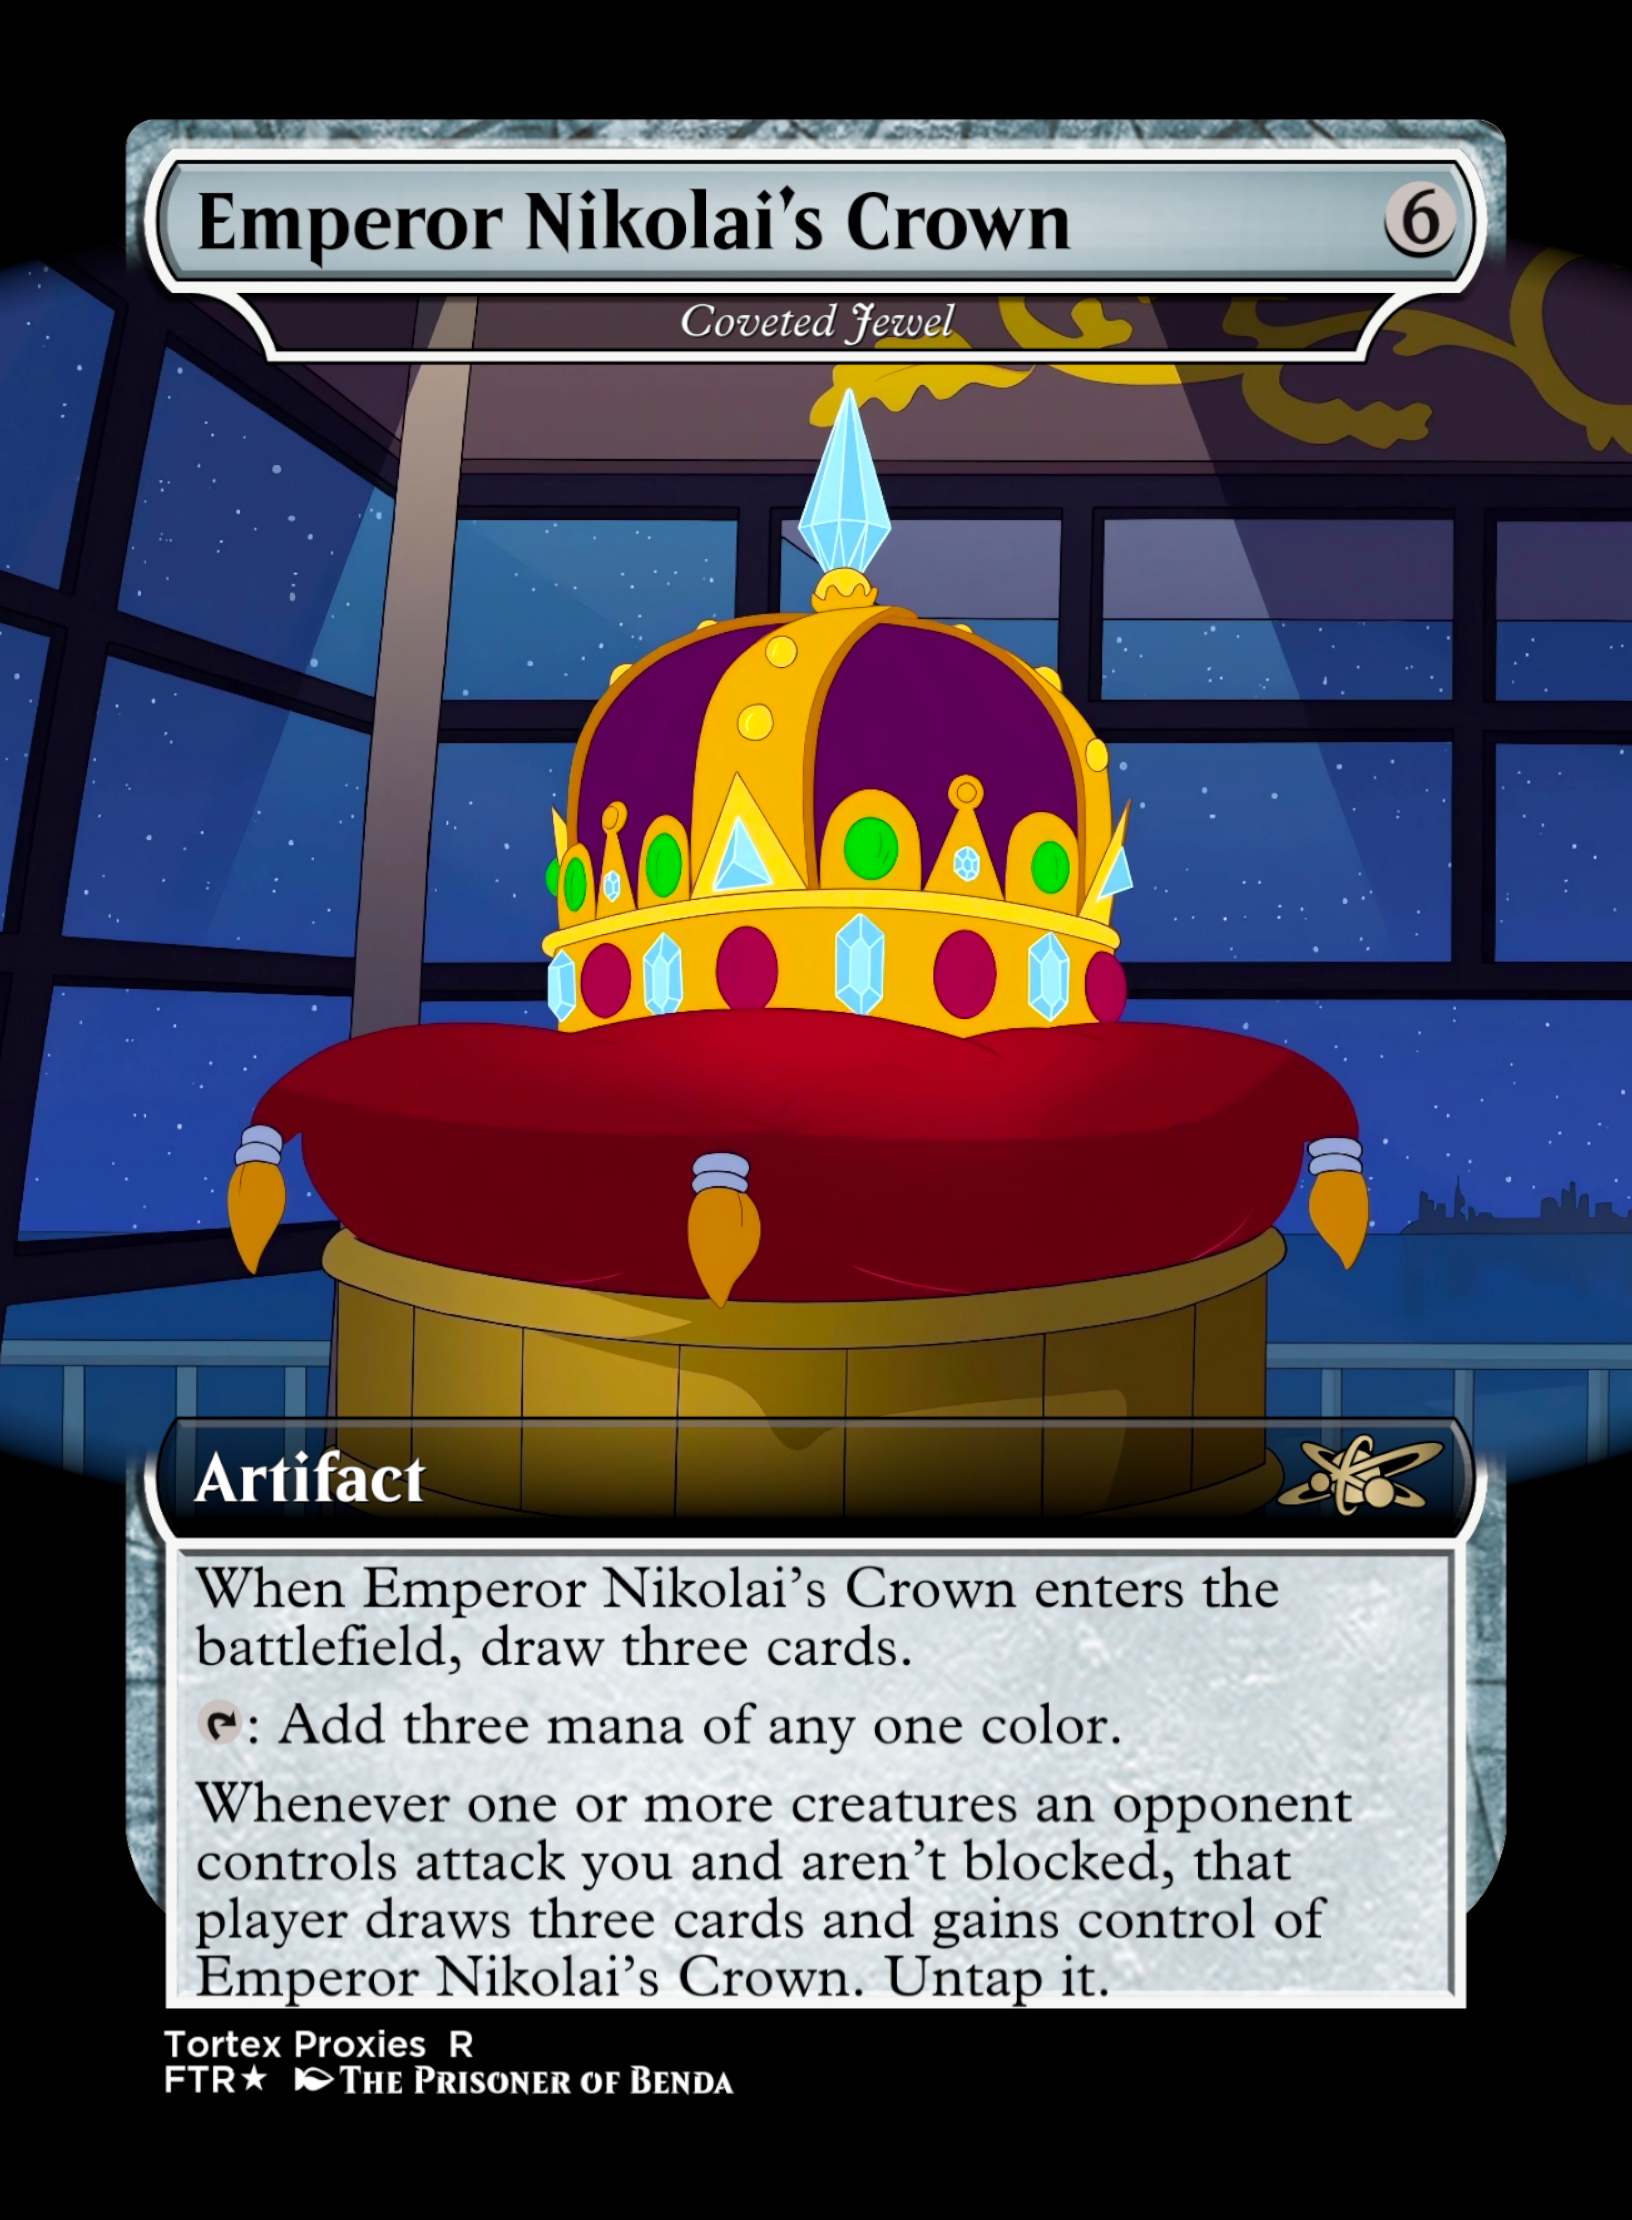 Emperor Nikolai's Crown 6
Coveted Jewel
Artifact
When Emperor Nikolai's Crown enters the
battlefield, draw three cards.
: Add three mana of any one color.
Whenever one or more creatures an opponent
controls attack you and aren't blocked, that
player draws three cards and gains control of
Emperor Nikolai's Crown. Untap it.
Tortex Proxies R
FTR★ The Prisoner of Benda